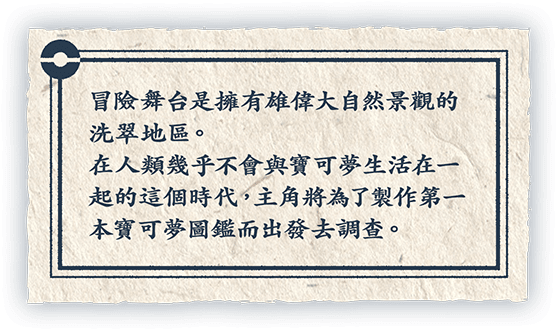 冒險舞台是擁有雄偉大自然景觀的
洗翠地區。
在人類幾乎不會與寶可夢生活在一
起的這個時代，主角將為了製作第一
本寶可夢圖鑑而出發去調查。